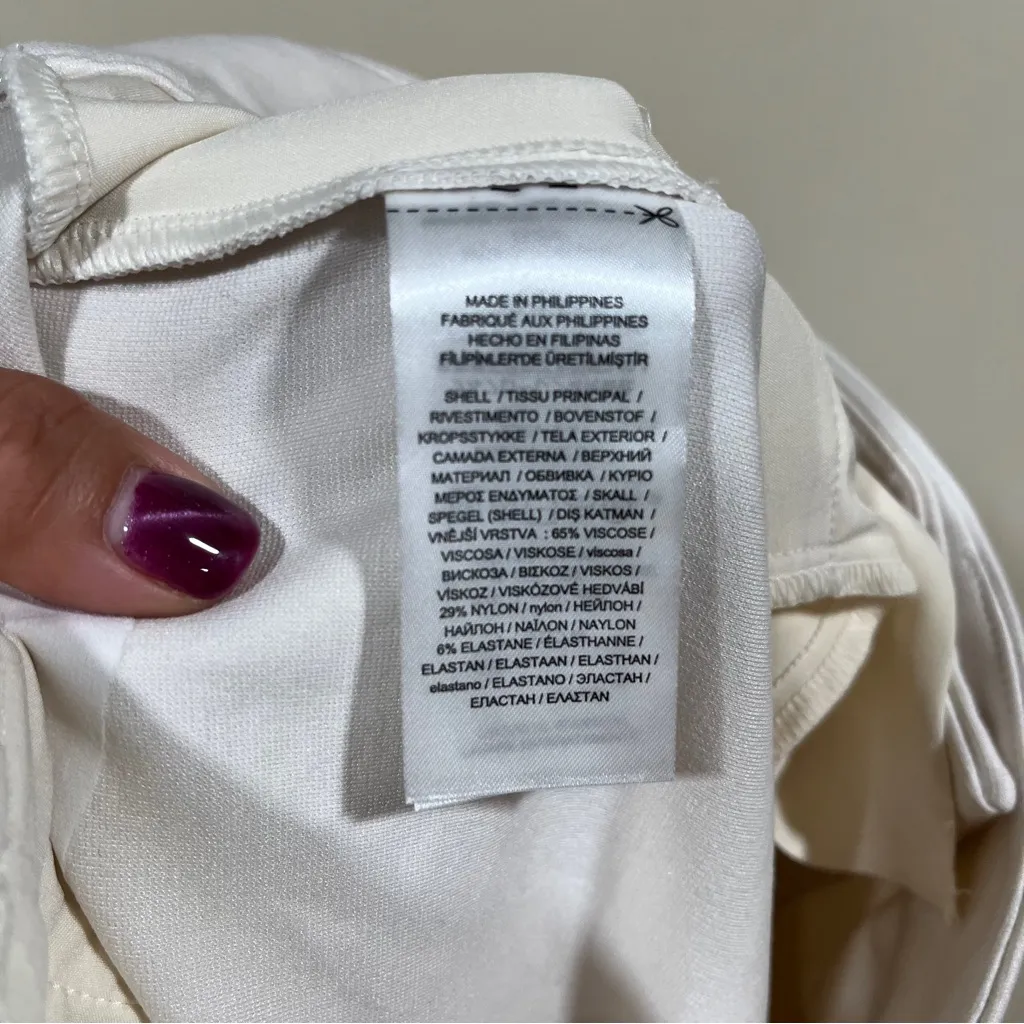 MADE IN PHILIPPINES
FABRIQUÉ AUX PHILIPPINES
HECHO EN FILIPINAS
FİLİPİNLER'DE ÜRETİLMİŞTİR
SHELL / TISSU PRINCIPAL /
RIVESTIMENTO / BOVENSTOF /
KROPSSTYKKE / TELA EXTERIOR /
CAMADA EXTERNA / ВЕРХНИЙ
МАТЕРИАЛ / ОБВИВКА / ΚΥΡΙΟ
ΜΕΡΟΣ ΕΝΔΥΜΑΤΟΣ / SKALL /
SPEGEL (SHELL) / DIŞ KATMAN /
VNĚJŠÍ VRSTVA : 65% VISCOSE /
VISCOSA / VISKOSE / viscosa /
ВИСКОЗА / ΒΙΣΚΟΖ / VISKOS /
VİSKOZ / VISKÓZOVÉ HEDVÁBÍ
29% NYLON / nylon / НЕЙЛОН /
НАЙЛОН / ΝΑΪΛΟΝ / NAYLON
6% ELASTANE / ÉLASTHANNE /
ELASTAN / ELASTAAN / ELASTHAN /
elastano / ELASTANO / ЭЛАСТАН /
ЕЛАСТАН / ΕΛΑΣΤΑΝ